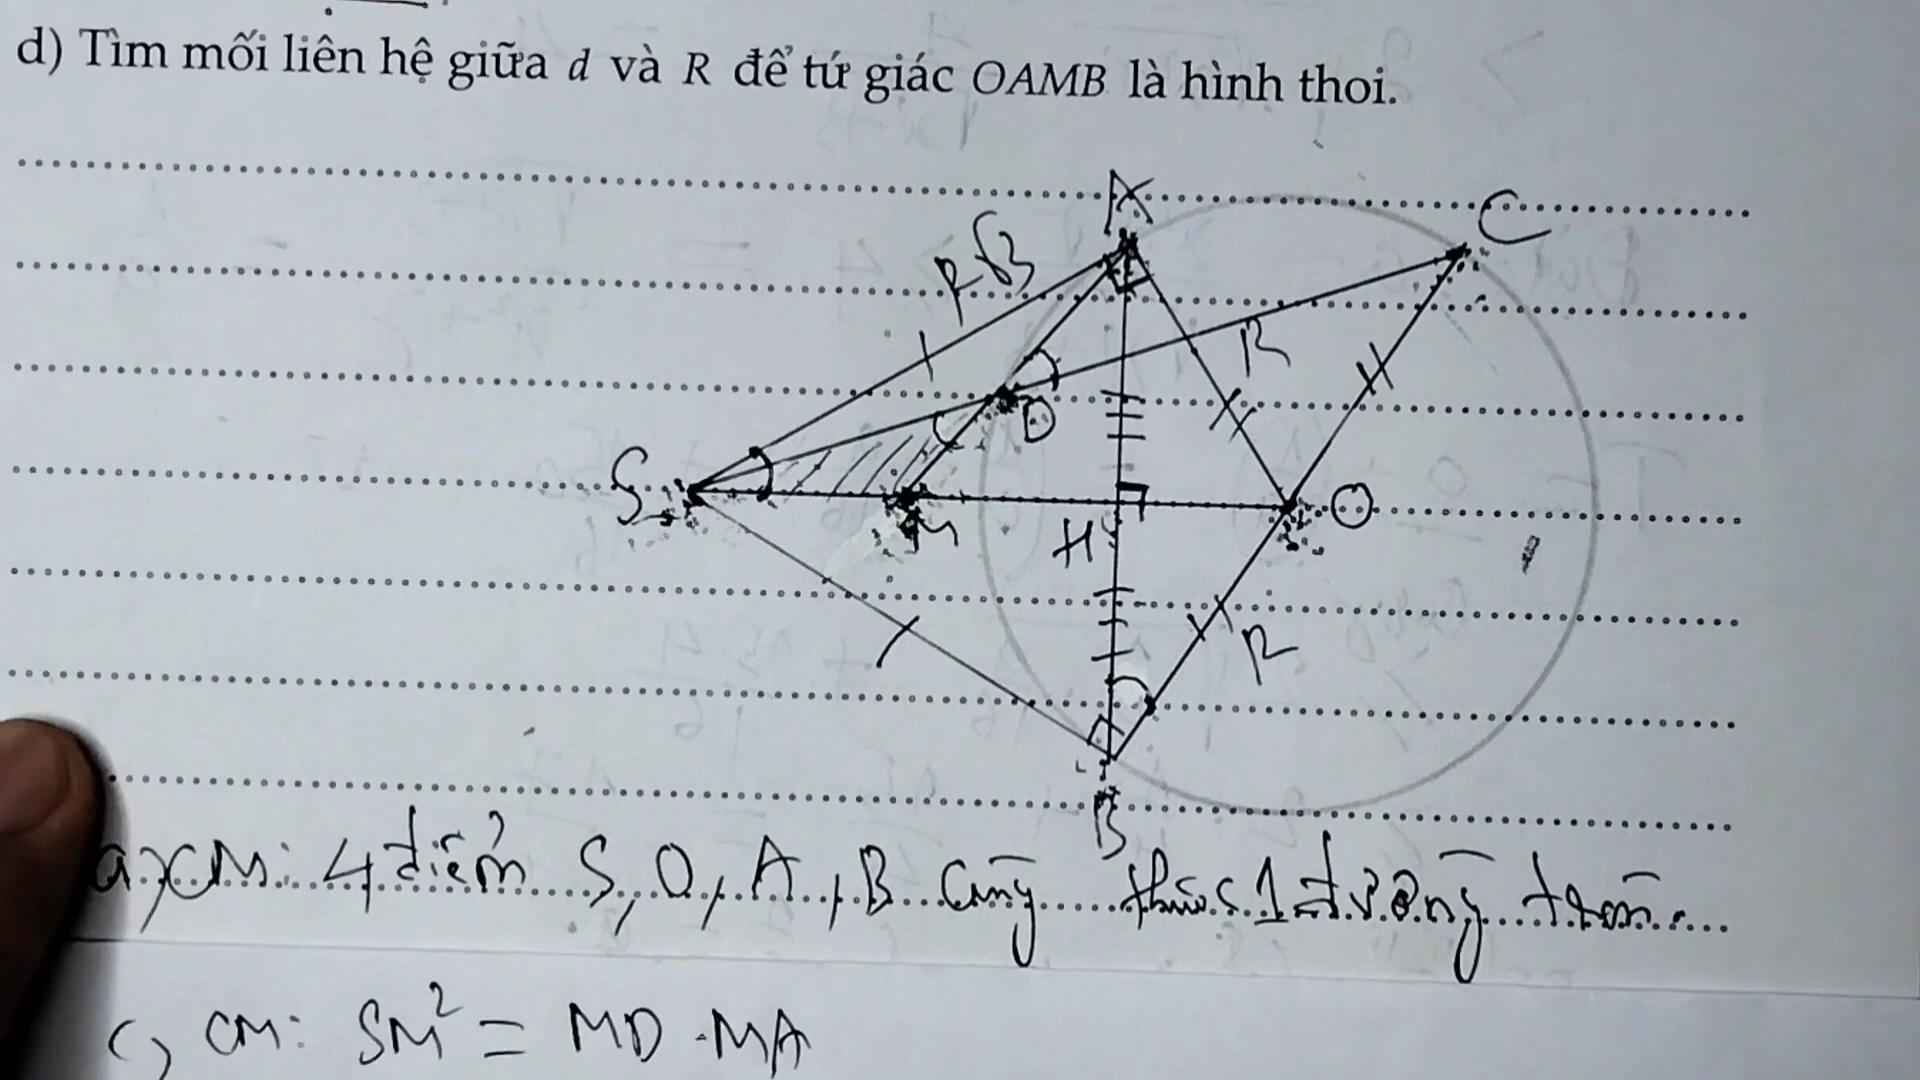 d) Tìm mối liên hệ giữa d và R để tứ giác OAMB là hình thoi.
A
C
R√3
R
D
S
M
H
O
R
B
a) CM: 4 điểm S, O, A, B cùng thuộc 1 đường tròn.
c) CM: SM² = MD . MA